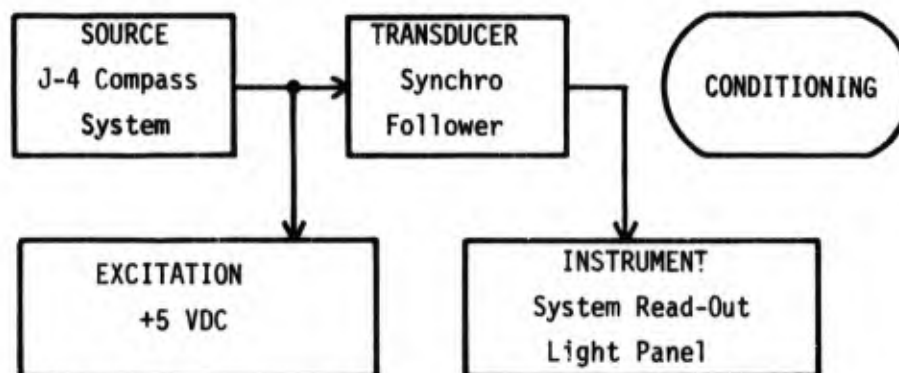 SOURCE
J-4 Compass
System
TRANSDUCER
Synchro
Follower
CONDITIONING
EXCITATION
+5 VDC
INSTRUMENT
System Read-Out
Light Panel